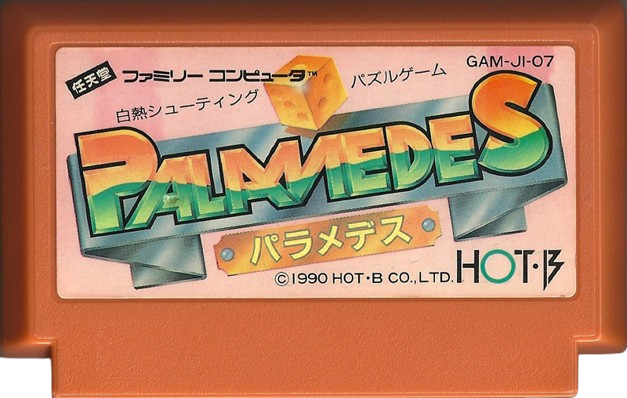 任天堂 ファミリー コンピュータ™
GAM-JI-07
白熱シューティング パズルゲーム
PALAMEDES
パラメデス
©1990 HOT・B CO.,LTD.
HOT・B